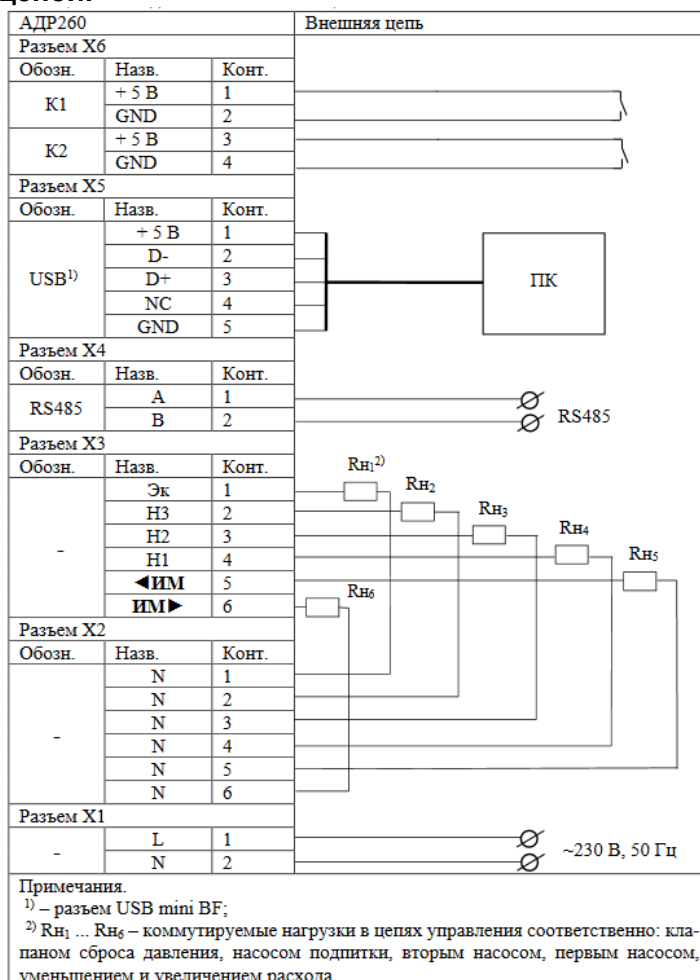 АДР260 Внешняя цепь
Разъем X6
Обозн. Назв. Конт.
К1
+ 5 В 1
GND 2
К2
+ 5 В 3
GND 4
Разъем X5
Обозн. Назв. Конт.
USB1)
+ 5 В 1
D- 2
D+ 3
NC 4
GND 5
ПК
Разъем X4
Обозн. Назв. Конт.
RS485
A 1
B 2
RS485
Разъем X3
Обозн. Назв. Конт.
-
Эк 1
Н3 2
Н2 3
Н1 4
◄ИМ 5
ИМ► 6
Rн1 2)
Rн2
Rн3
Rн4
Rн5
Rн6
Разъем X2
Обозн. Назв. Конт.
-
N 1
N 2
N 3
N 4
N 5
N 6
Разъем X1
-
L 1
N 2
~230 В, 50 Гц
Примечания.
1) – разъем USB mini BF;
2) Rн1 ... Rн6 – коммутируемые нагрузки в цепях управления соответственно: кла-
паном сброса давления, насосом подпитки, вторым насосом, первым насосом,
уменьшением и увеличением расхода